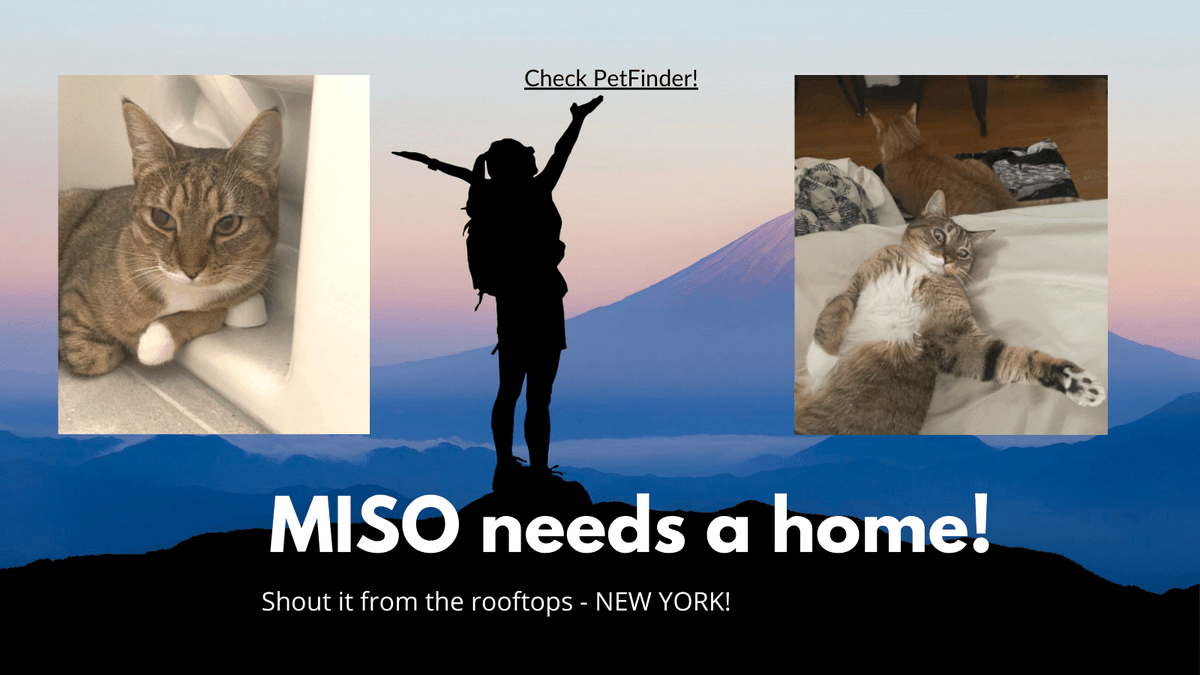 Check PetFinder!
MISO needs a home!
Shout it from the rooftops - NEW YORK!